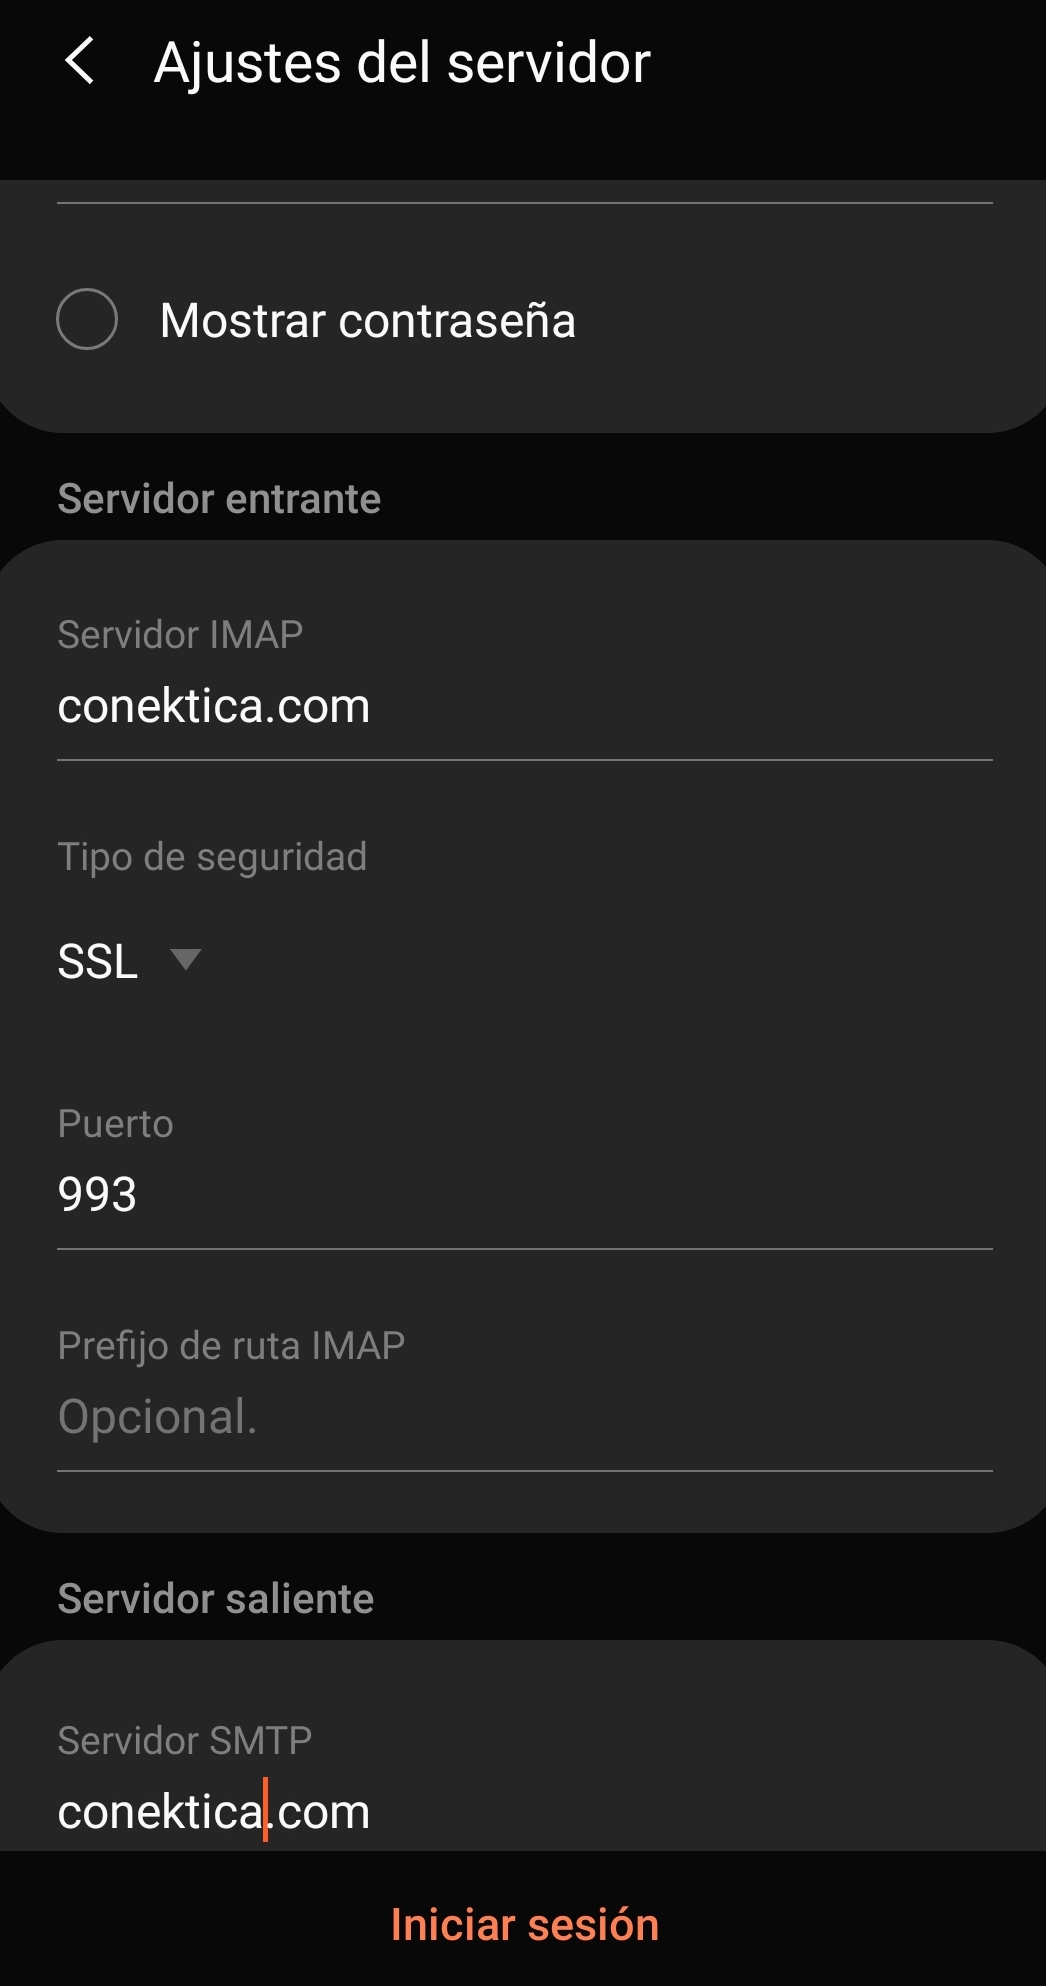 Ajustes del servidor
Mostrar contraseña
Servidor entrante
Servidor IMAP
conektica.com
Tipo de seguridad
SSL
Puerto
993
Prefijo de ruta IMAP
Opcional.
Servidor saliente
Servidor SMTP
conektica.com
Iniciar sesión